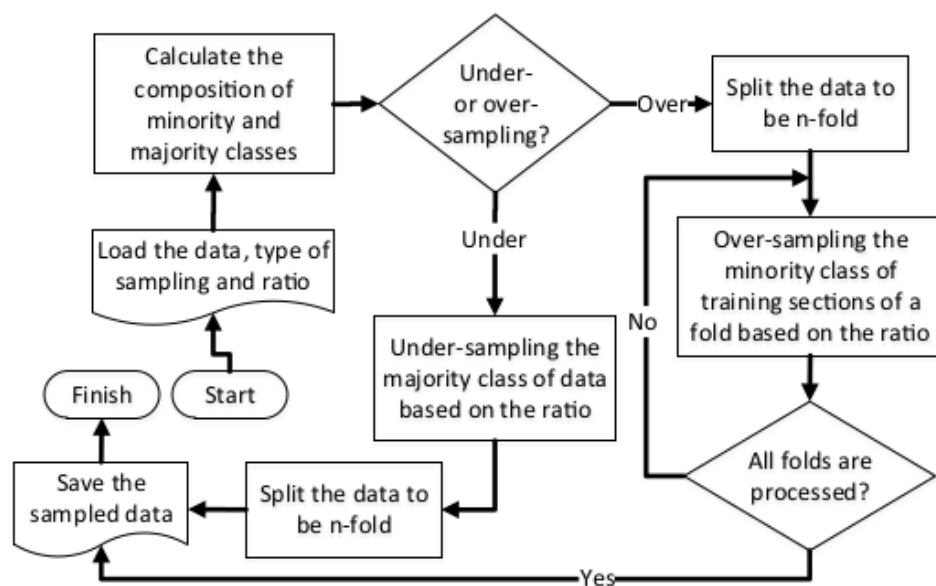 Calculate the
composition of
minority and
majority classes
Under-
or over-
sampling?
Over
Split the data to
be n-fold
Under
Load the data, type of
sampling and ratio
Over-sampling the
minority class of
training sections of a
fold based on the ratio
No
Under-sampling the
majority class of data
based on the ratio
Finish
Start
All folds are
processed?
Save the
sampled data
Split the data to
be n-fold
Yes